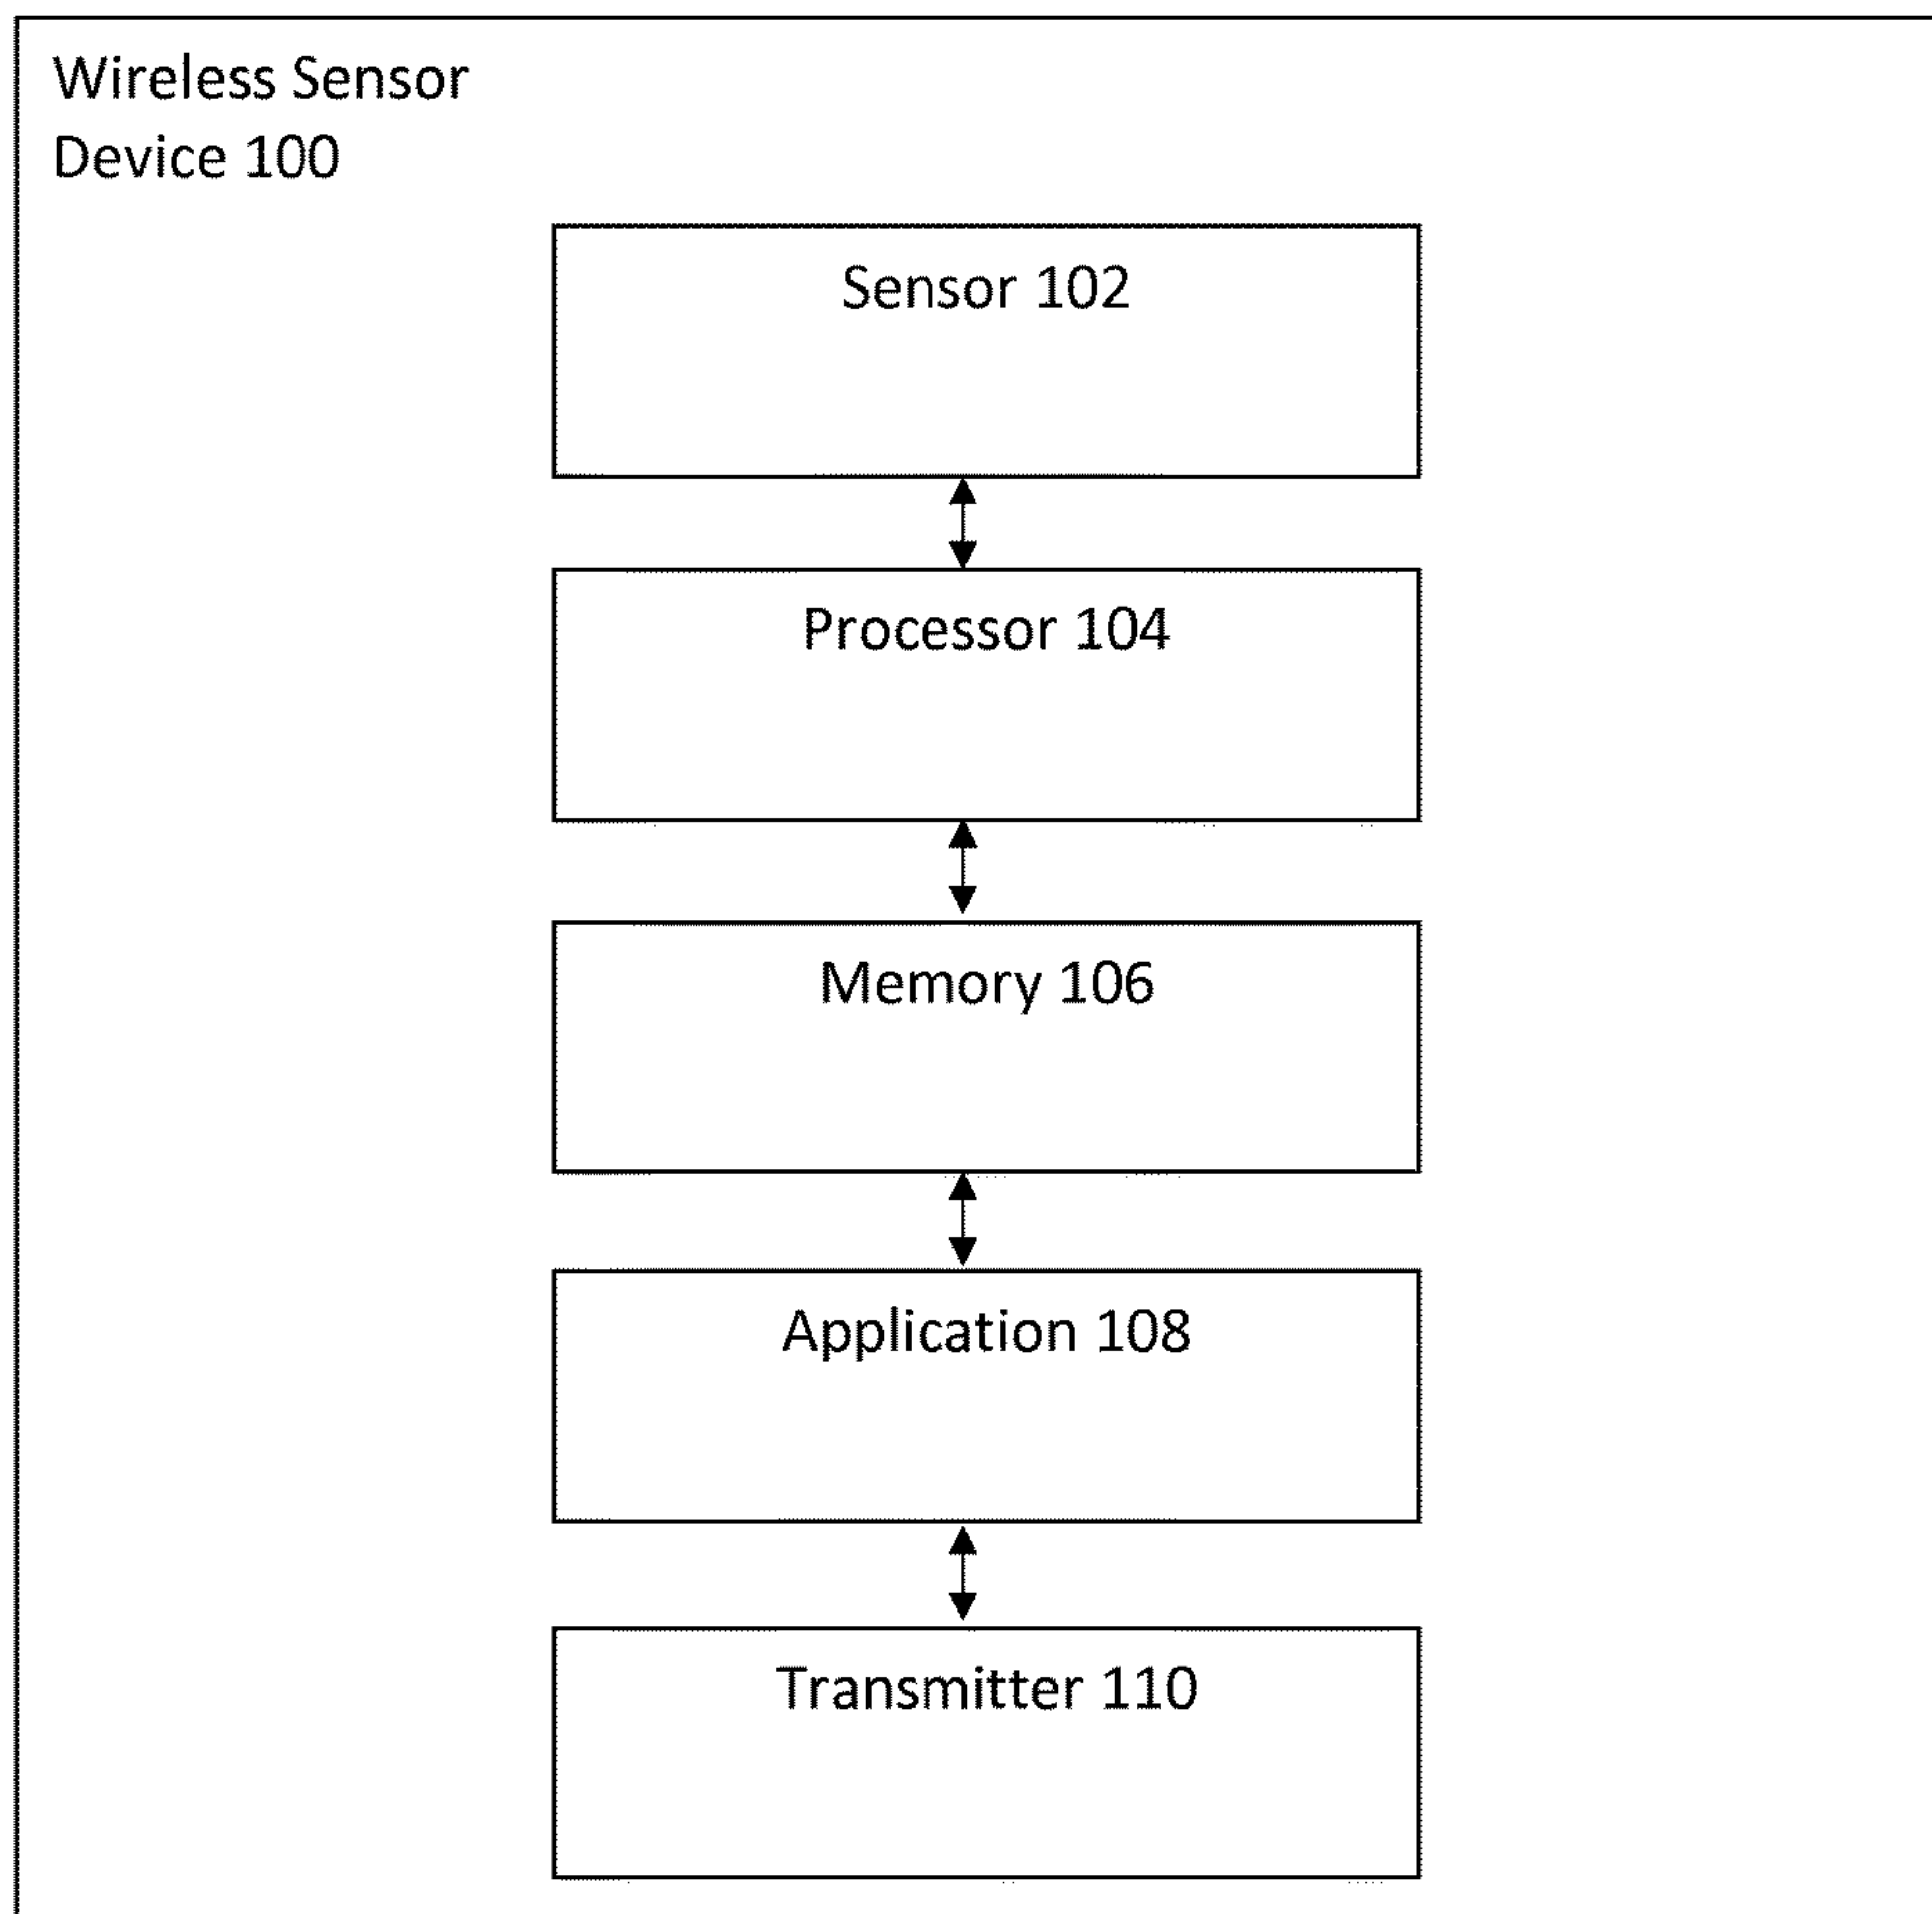 Wireless Sensor
Device 100
Sensor 102
Processor 104
Memory 106
Application 108
Transmitter 110